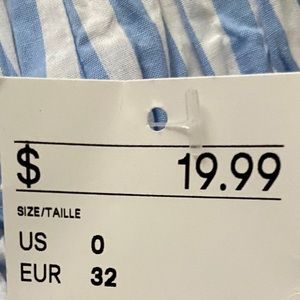 $ 19.99
SIZE/TAILLE
US 0
EUR 32